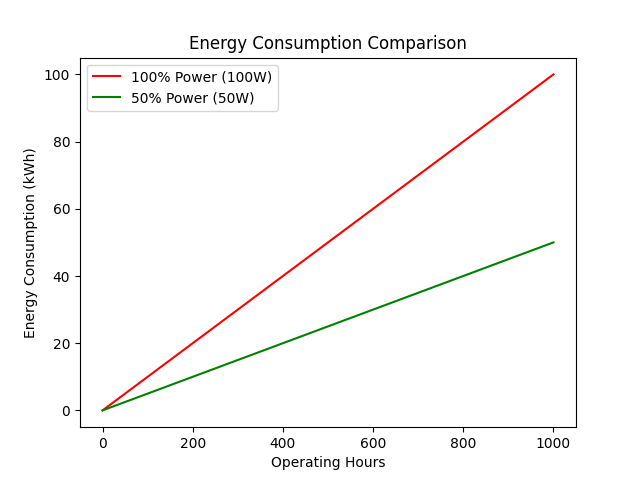 Energy Consumption Comparison
100% Power (100W)
50% Power (50W)
Energy Consumption (kWh)
100
80
60
40
20
0
0 200 400 600 800 1000
Operating Hours